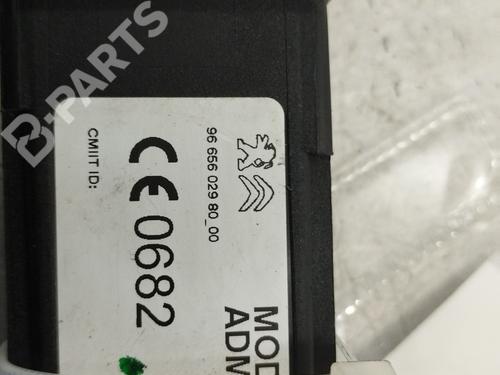 B-PARTS
96 656 029 80_00
CE 0682
CMIIT ID:
MOD
ADM